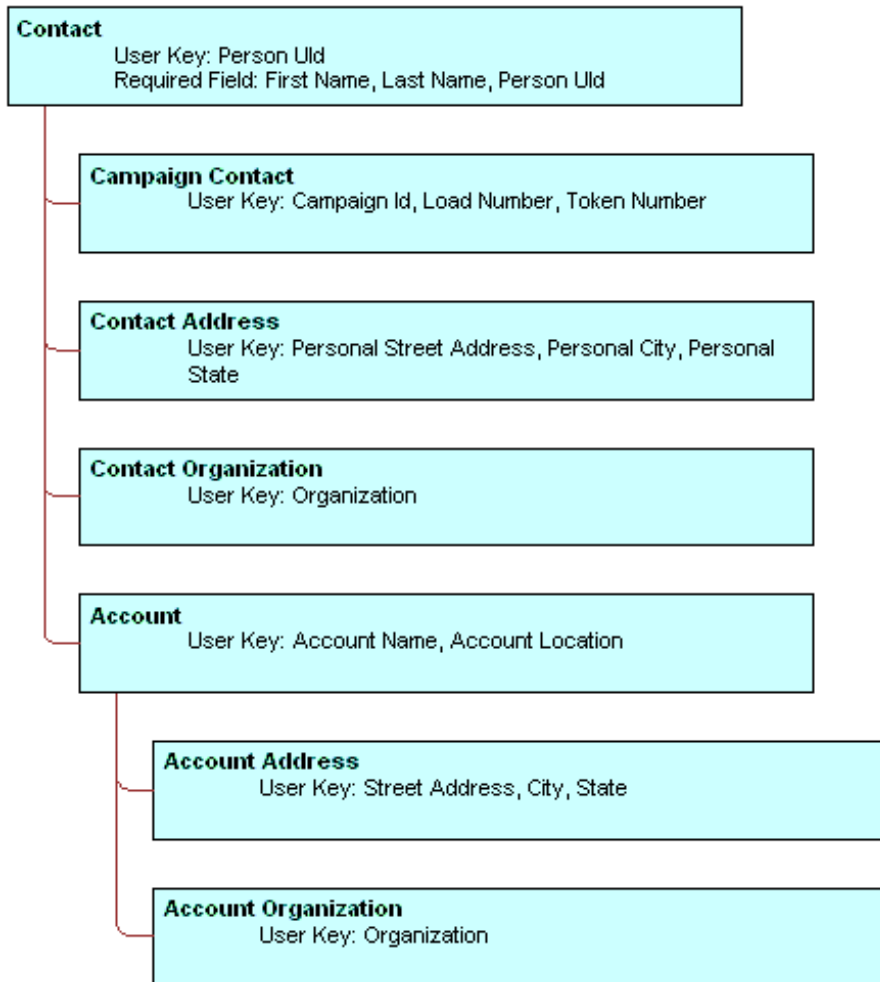 Contact
User Key: Person UId
Required Field: First Name, Last Name, Person UId
Campaign Contact
User Key: Campaign Id, Load Number, Token Number
Contact Address
User Key: Personal Street Address, Personal City, Personal
State
Contact Organization
User Key: Organization
Account
User Key: Account Name, Account Location
Account Address
User Key: Street Address, City, State
Account Organization
User Key: Organization